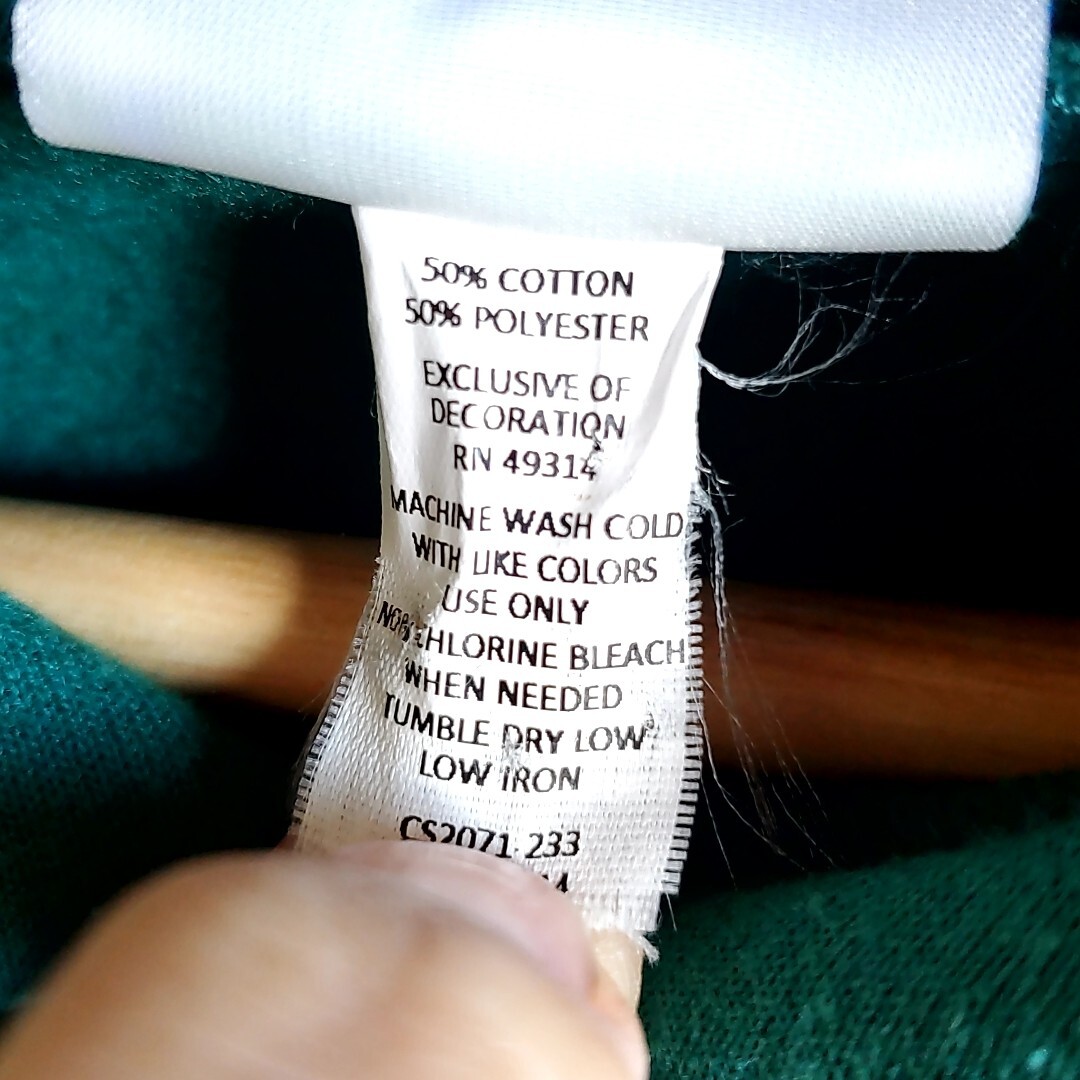 50% COTTON
50% POLYESTER
EXCLUSIVE OF
DECORATION
RN 49314
MACHINE WASH COLD
WITH LIKE COLORS
USE ONLY
CHLORINE BLEACH
WHEN NEEDED
TUMBLE DRY LOW
LOW IRON
CS2071-233